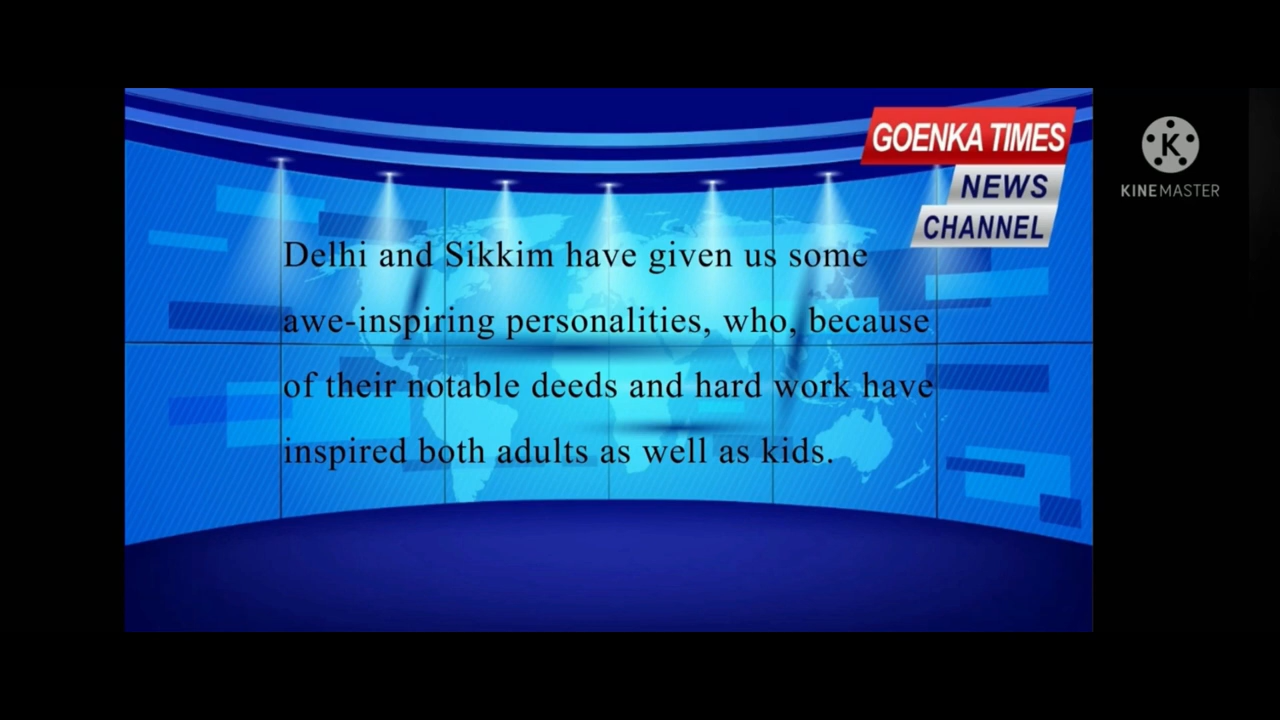 GOENKA TIMES
NEWS
CHANNEL
K
KINEMASTER
Delhi and Sikkim have given us some
awe-inspiring personalities, who, because
of their notable deeds and hard work have
inspired both adults as well as kids.